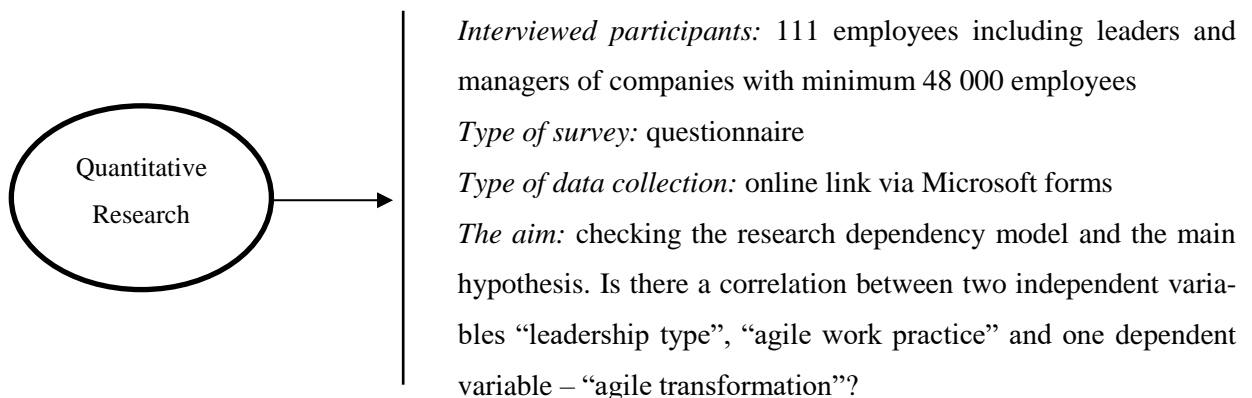 Quantitative
Research
Interviewed participants: 111 employees including leaders and
managers of companies with minimum 48 000 employees
Type of survey: questionnaire
Type of data collection: online link via Microsoft forms
The aim: checking the research dependency model and the main
hypothesis. Is there a correlation between two independent varia-
bles “leadership type”, “agile work practice” and one dependent
variable – “agile transformation”?